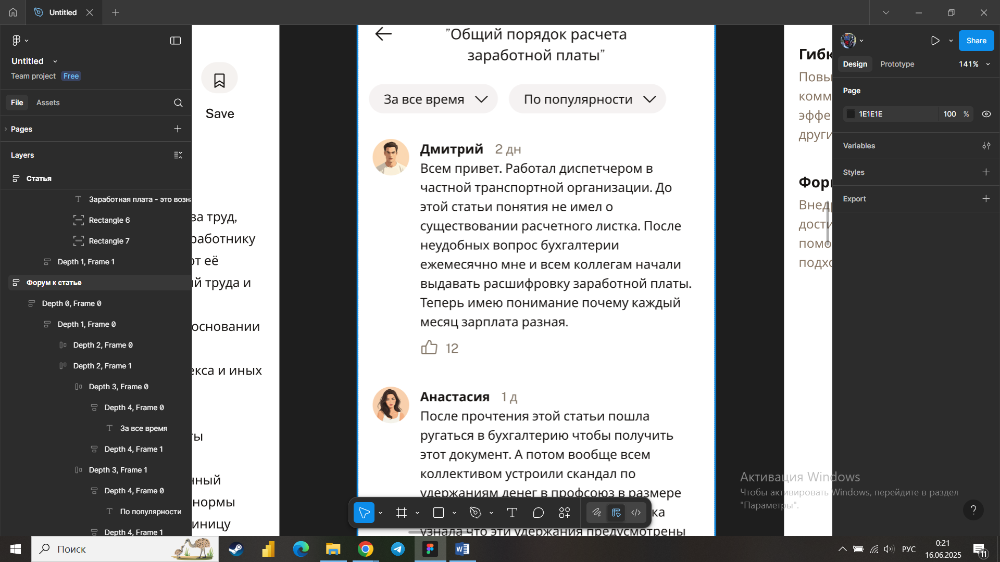 Untitled
Untitled
Team project
Free
File
Assets
Pages
Layers
Статья
Заработная плата - это возна
Rectangle 6
Rectangle 7
Depth 1, Frame 1
Форум к статье
Depth 0, Frame 0
Depth 1, Frame 0
Depth 2, Frame 0
Depth 2, Frame 1
Depth 3, Frame 0
Depth 4, Frame 0
За все время
Depth 4, Frame 1
Depth 3, Frame 1
Depth 4, Frame 0
По популярности
Depth 4, Frame 1
Save
за труд,
работнику
от её
й труда и
основании
екса и иных
ты
нный
нормы
иницу
"Общий порядок расчета
заработной платы"
За все время
По популярности
Дмитрий 2 дн
Всем привет. Работал диспетчером в
частной транспортной организации. До
этой статьи понятия не имел о
существовании расчетного листка. После
неудобных вопрос бухгалтерии
ежемесячно мне и всем коллегам начали
выдавать расшифровку заработной платы.
Теперь имею понимание почему каждый
месяц зарплата разная.
12
Анастасия 1 д
После прочтения этой статьи пошла
ругаться в бухгалтерию чтобы получить
этот документ. А потом вообще всем
коллективом устроили скандал по
удержаниям денег в профсоюз в размере
ка
узнала что эти удержания предусмотрены
Гибк
Повы
комм
эффе
други
Фор
Внед
дости
помо
подхо
Share
Design
Prototype
141%
Page
1E1E1E
100
%
Variables
Styles
Export
Активация Windows
Чтобы активировать Windows, перейдите в раздел
"Параметры".
?
Поиск
РУС
0:21
16.06.2025
11